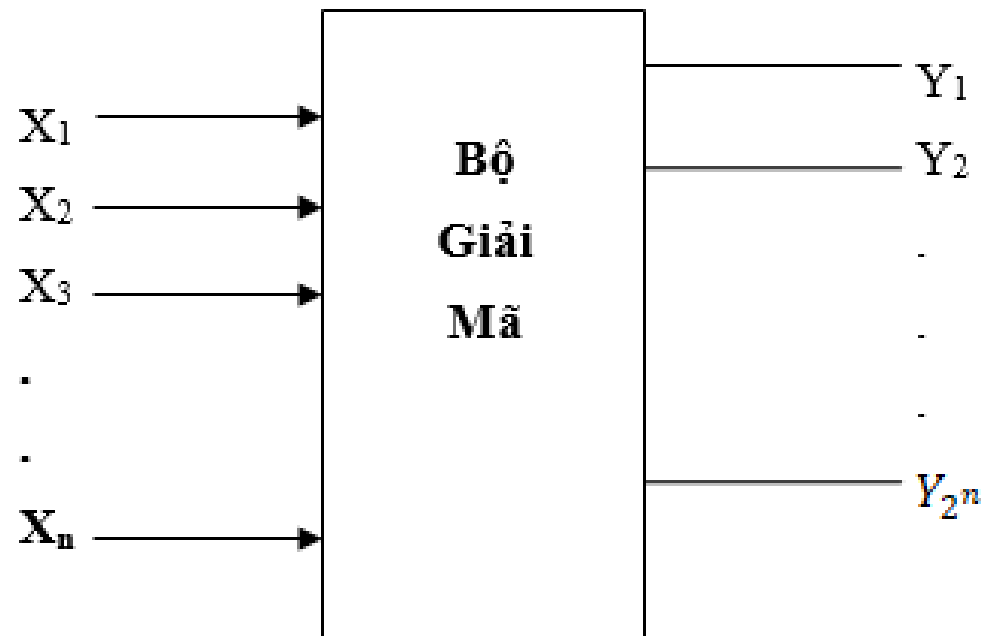 X₁
X₂
X₃
.
.
Xₙ
Bộ
Giải
Mã
Y₁
Y₂
.
.
.
Y₂ⁿ